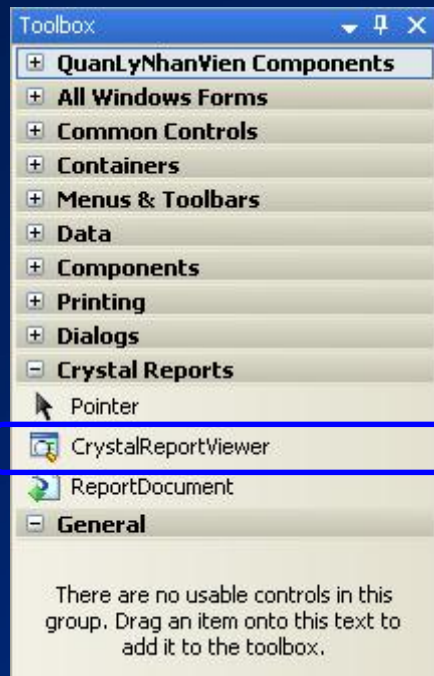 Toolbox
QuanLyNhanVien Components
All Windows Forms
Common Controls
Containers
Menus & Toolbars
Data
Components
Printing
Dialogs
Crystal Reports
Pointer
CrystalReportViewer
ReportDocument
General
There are no usable controls in this
group. Drag an item onto this text to
add it to the toolbox.